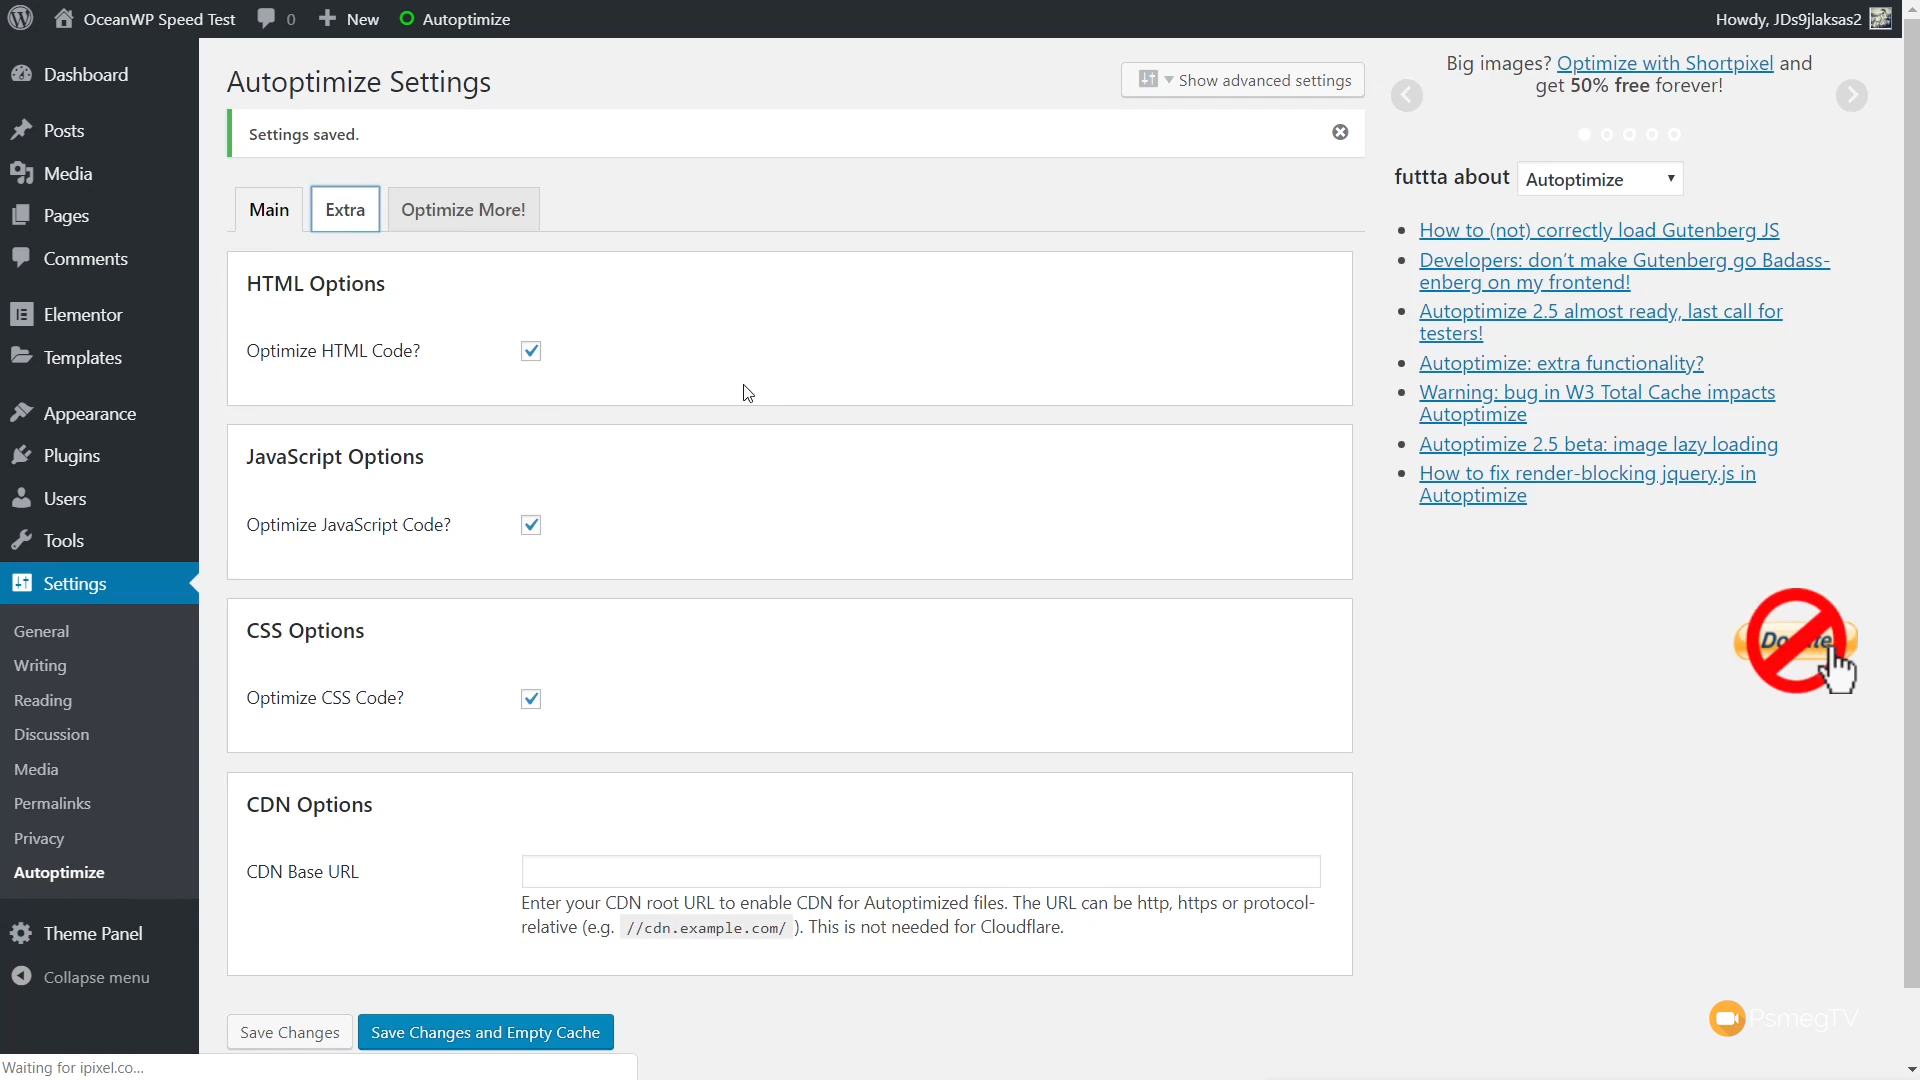 OceanWP Speed Test
0
New
Autoptimize
Howdy, JDs9jlaksas2
Dashboard
Posts
Media
Pages
Comments
Elementor
Templates
Appearance
Plugins
Users
Tools
Settings
General
Writing
Reading
Discussion
Media
Permalinks
Privacy
Autoptimize
Theme Panel
Collapse menu
Autoptimize Settings
Show advanced settings
Settings saved.
Main
Extra
Optimize More!
HTML Options
Optimize HTML Code?
JavaScript Options
Optimize JavaScript Code?
CSS Options
Optimize CSS Code?
CDN Options
CDN Base URL
Enter your CDN root URL to enable CDN for Autoptimized files. The URL can be http, https or protocol-
relative (e.g. //cdn.example.com/ ). This is not needed for Cloudflare.
Save Changes
Save Changes and Empty Cache
Big images? Optimize with Shortpixel and
get 50% free forever!
futtta about
Autoptimize
How to (not) correctly load Gutenberg JS
Developers: don't make Gutenberg go Badass-
enberg on my frontend!
Autoptimize 2.5 almost ready, last call for
testers!
Autoptimize: extra functionality?
Warning: bug in W3 Total Cache impacts
Autoptimize
Autoptimize 2.5 beta: image lazy loading
How to fix render-blocking jquery.js in
Autoptimize
PsmegTV
Waiting for ipixel.co...